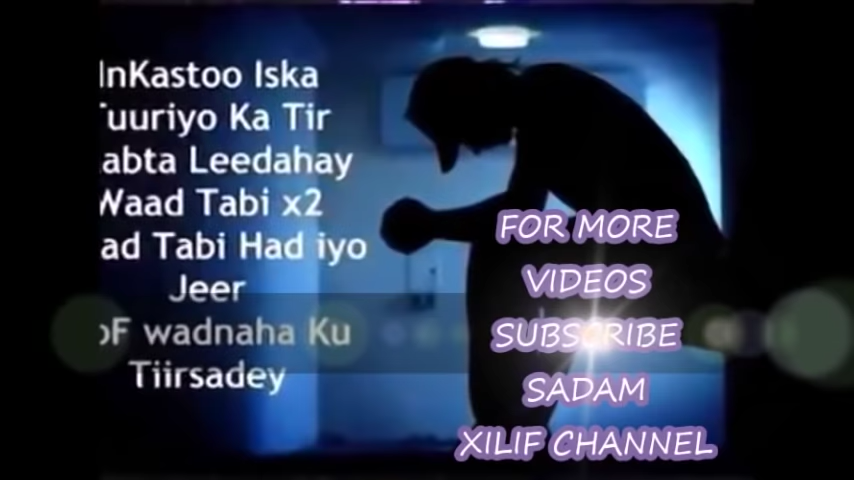 InKastoo Iska
Tuuriyo Ka Tir
abta Leedahay
Waad Tabi x2
ad Tabi Had iyo
Jeer
oF wadnaha Ku
Tiirsadey
FOR MORE
VIDEOS
SUBSCRIBE
SADAM
XILIF CHANNEL